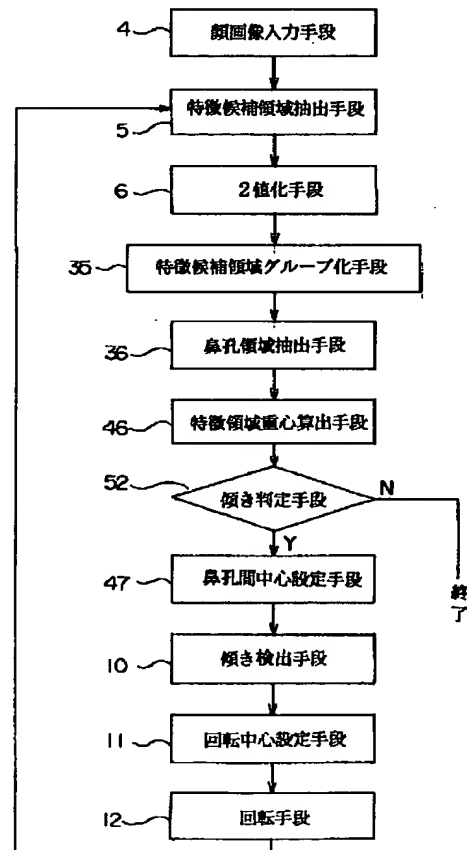 4 顔画像入力手段
特徴候補領域抽出手段
5
6 2値化手段
35 特徴候補領域グループ化手段
36 鼻孔領域抽出手段
46 特徴領域重心算出手段
52 傾き判定手段 N
Y
47 鼻孔間中心設定手段
終了
10 傾き検出手段
11 回転中心設定手段
12 回転手段